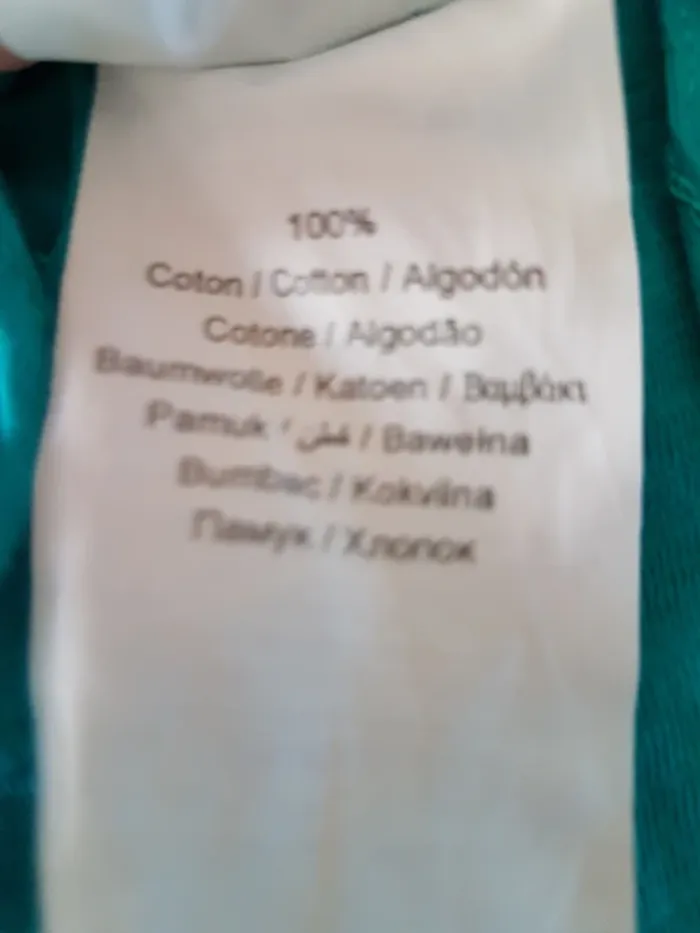 100%
Coton / Cotton / Algodón
Cotone / Algodão
Baumwolle / Katoen / Βαμβάκι
Pamuk / قطن / Bawełna
Bumbac / Kokvilna
Памук / Хлопок